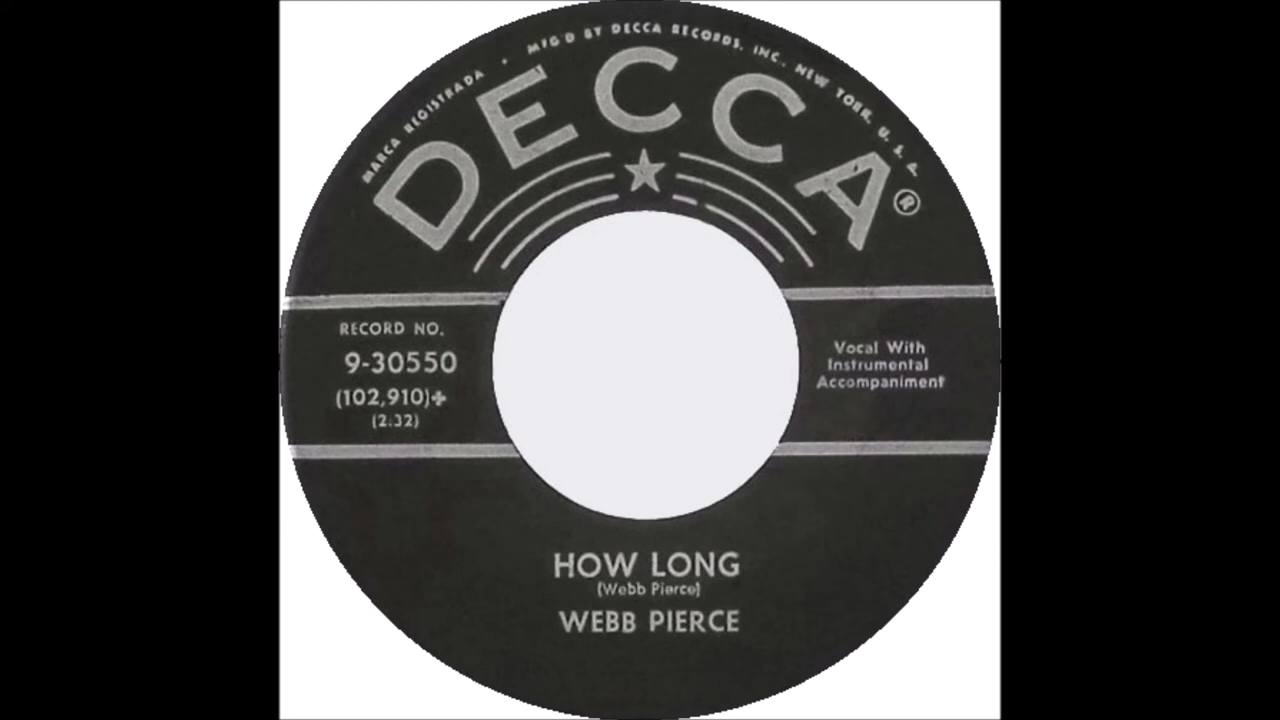 MARCA REGISTRADA • MFG'D BY DECCA RECORDS, INC., NEW YORK, U.S.A.
DECCA®
RECORD NO.
9-30550
(102,910)✤
(2:32)
Vocal With
Instrumental
Accompaniment
HOW LONG
(Webb Pierce)
WEBB PIERCE